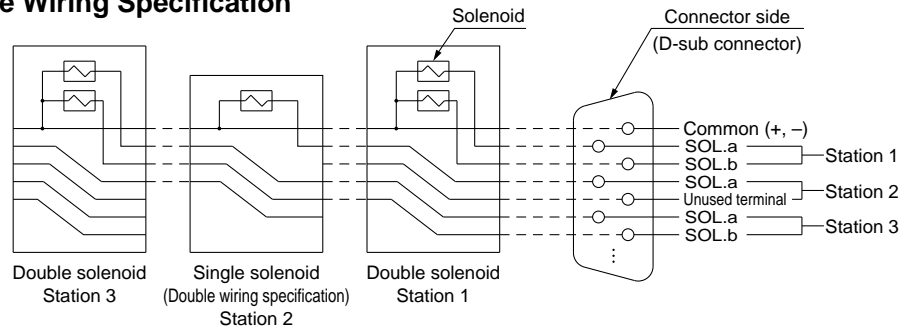 e Wiring Specification
Solenoid
Connector side
(D-sub connector)
Common (+, –)
SOL.a
SOL.b
Station 1
SOL.a
Unused terminal
Station 2
SOL.a
SOL.b
Station 3
Double solenoid
Station 3
Single solenoid
(Double wiring specification)
Station 2
Double solenoid
Station 1